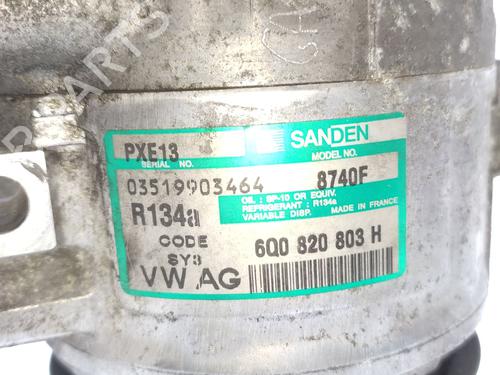 PARTS
SANDEN
PXE13
SERIAL NO. MODEL NO.
03519903464 8740F
R134a
OIL : SP-10 OR EQUIV.
REFRIGERANT : R134a
VARIABLE DISP. MADE IN FRANCE
CODE
SY3
6Q0 820 803 H
VW AG